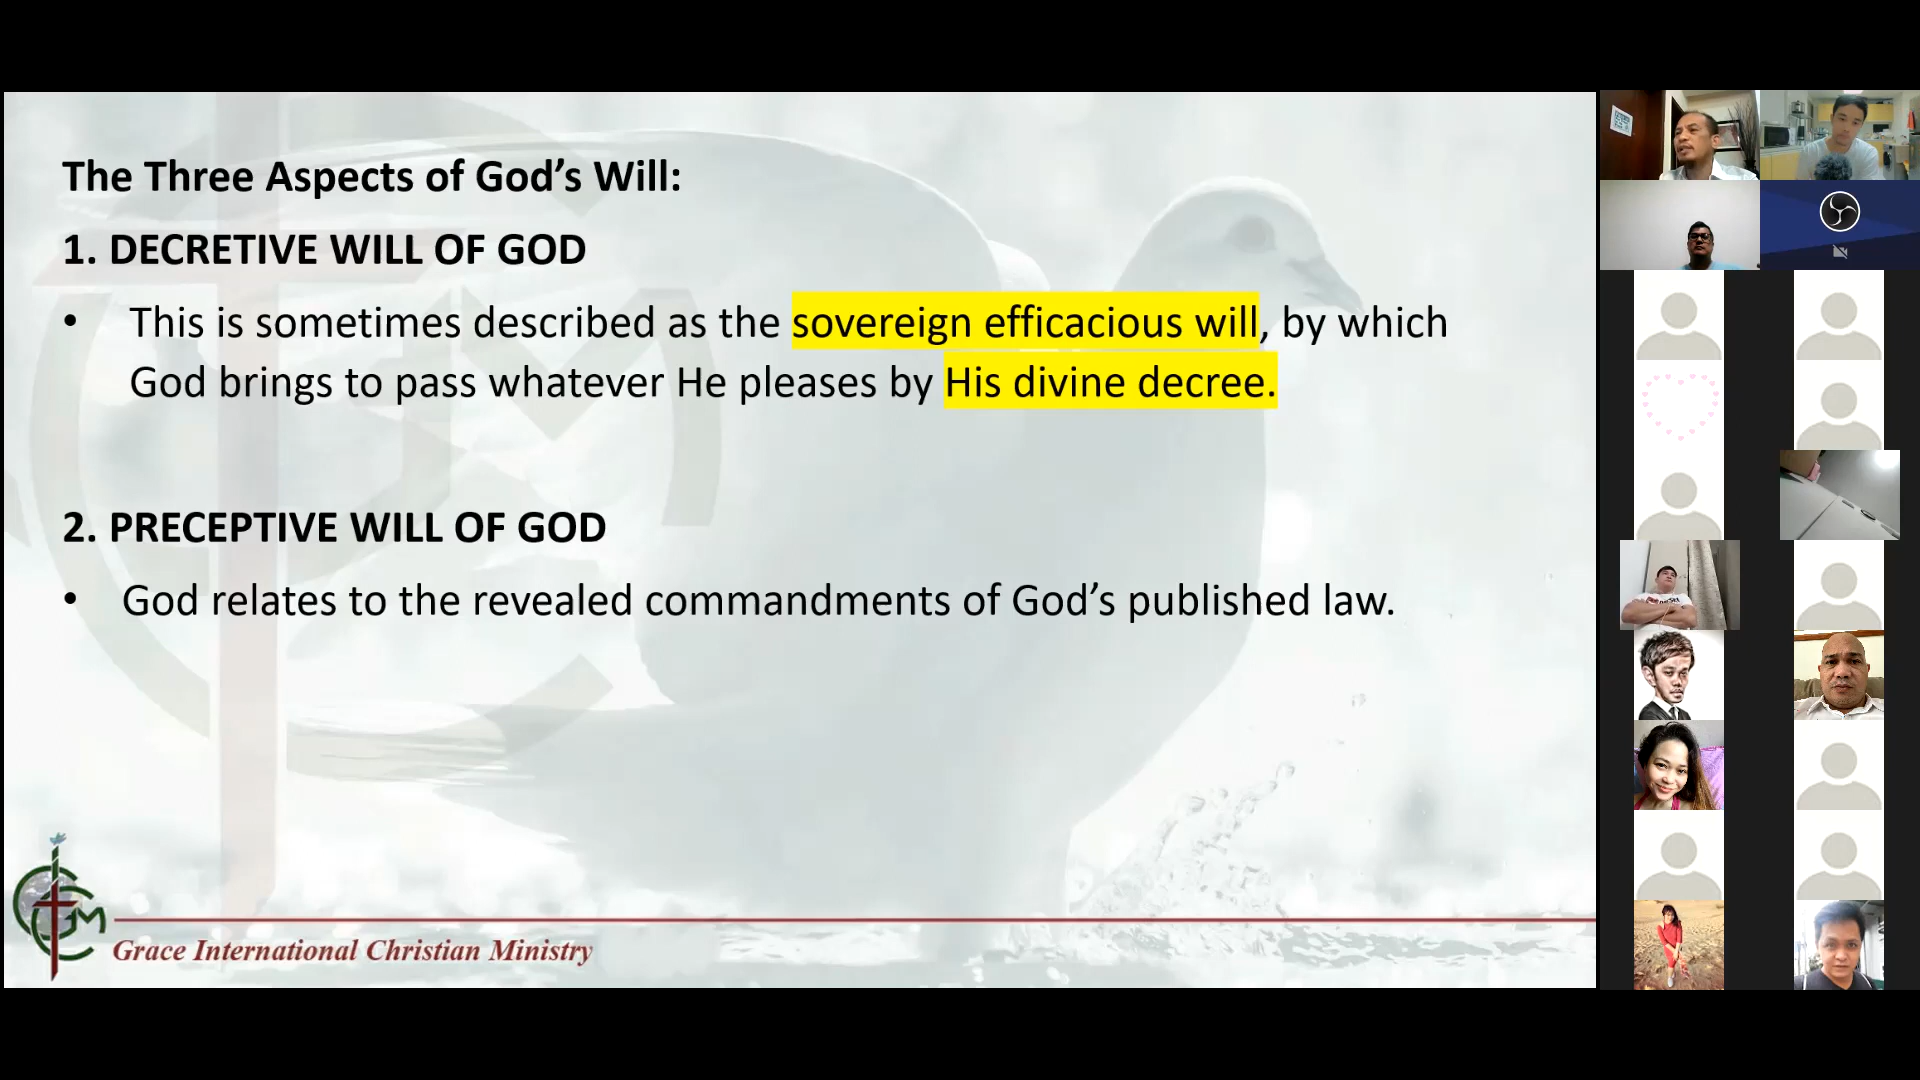 The Three Aspects of God’s Will:
1. DECRETIVE WILL OF GOD
• This is sometimes described as the sovereign efficacious will, by which
God brings to pass whatever He pleases by His divine decree.
2. PRECEPTIVE WILL OF GOD
• God relates to the revealed commandments of God’s published law.
Grace International Christian Ministry